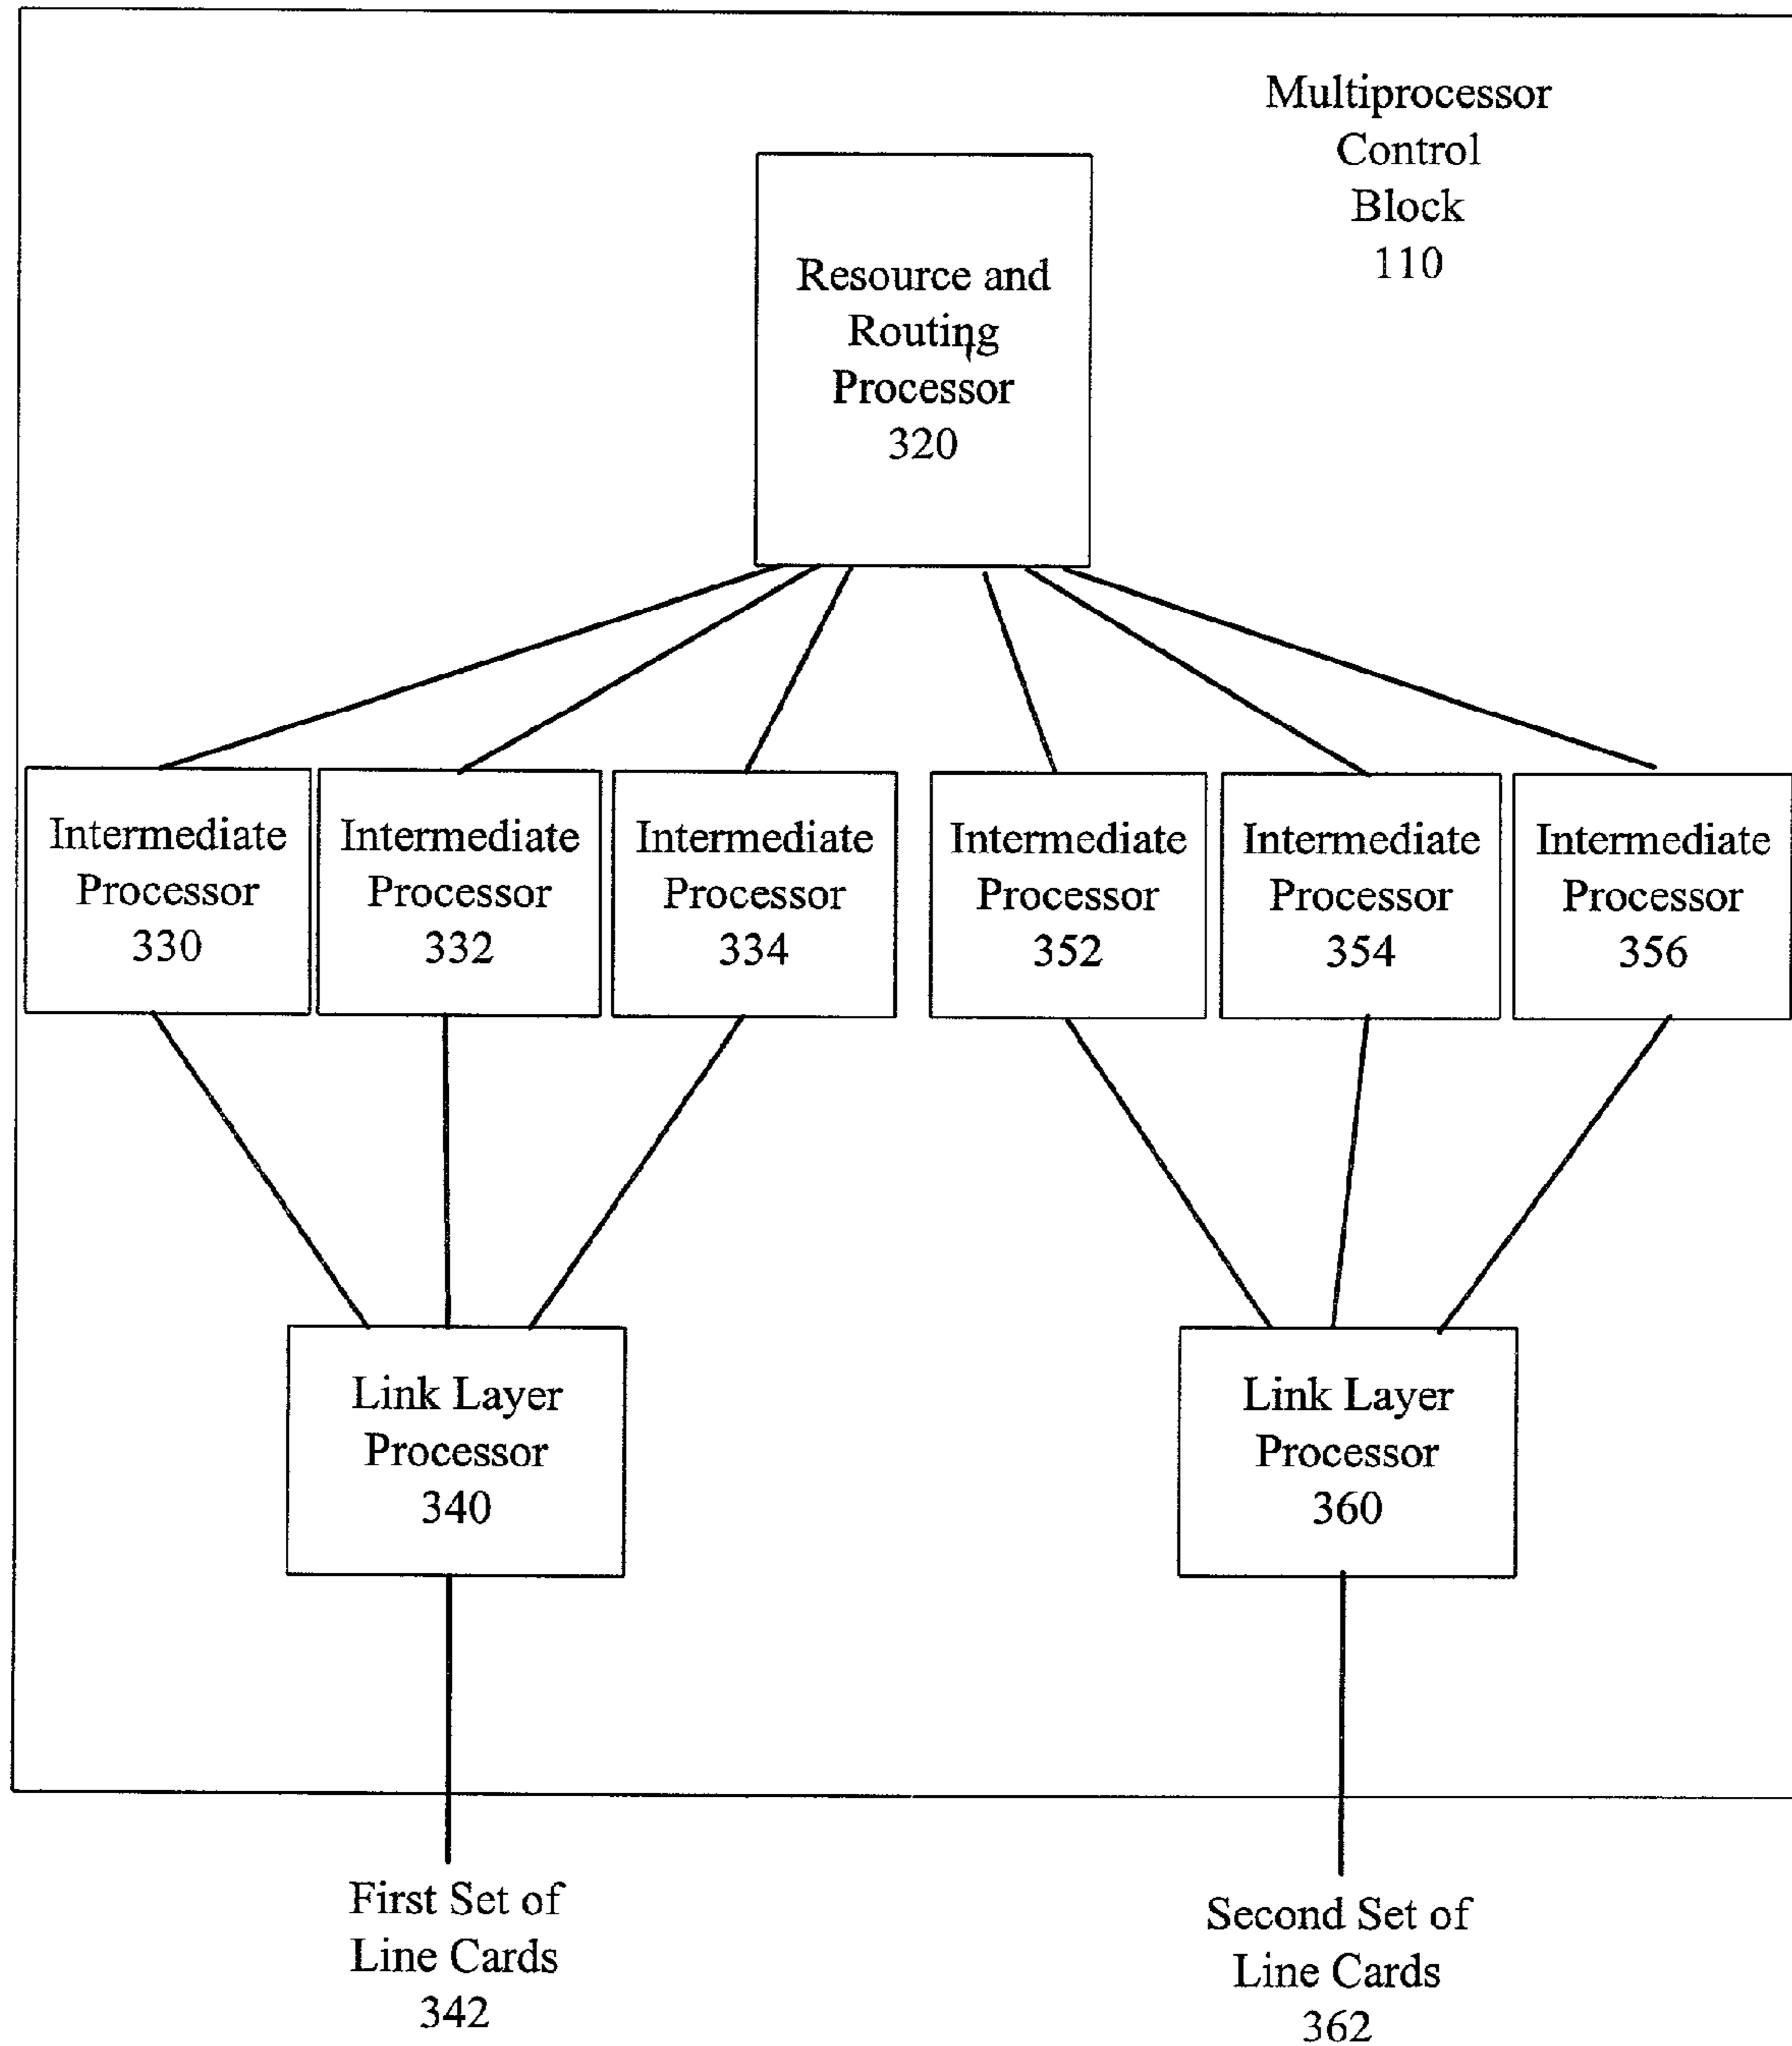 Multiprocessor
Control
Block
110
Resource and
Routing
Processor
320
Intermediate
Processor
330
Intermediate
Processor
332
Intermediate
Processor
334
Intermediate
Processor
352
Intermediate
Processor
354
Intermediate
Processor
356
Link Layer
Processor
340
Link Layer
Processor
360
First Set of
Line Cards
342
Second Set of
Line Cards
362